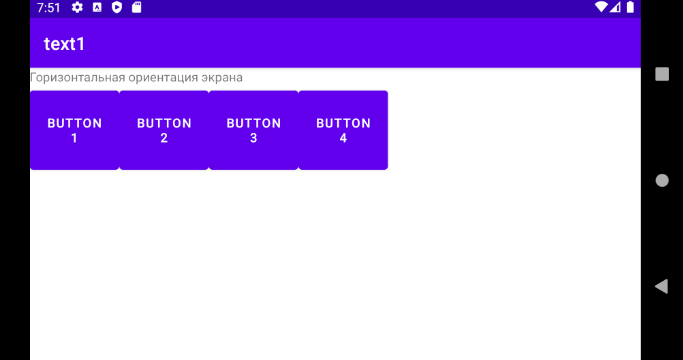 7:51
text1
Горизонтальная ориентация экрана
BUTTON
1
BUTTON
2
BUTTON
3
BUTTON
4